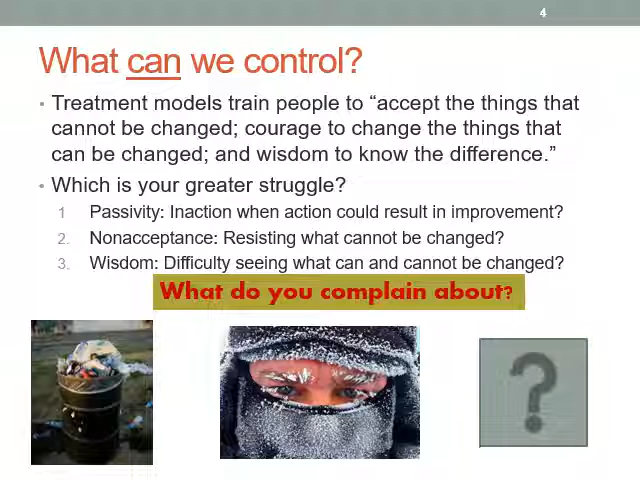 4
What can we control?
• Treatment models train people to “accept the things that
cannot be changed; courage to change the things that
can be changed; and wisdom to know the difference.”
• Which is your greater struggle?
1 Passivity: Inaction when action could result in improvement?
2. Nonacceptance: Resisting what cannot be changed?
3. Wisdom: Difficulty seeing what can and cannot be changed?
What do you complain about?
?